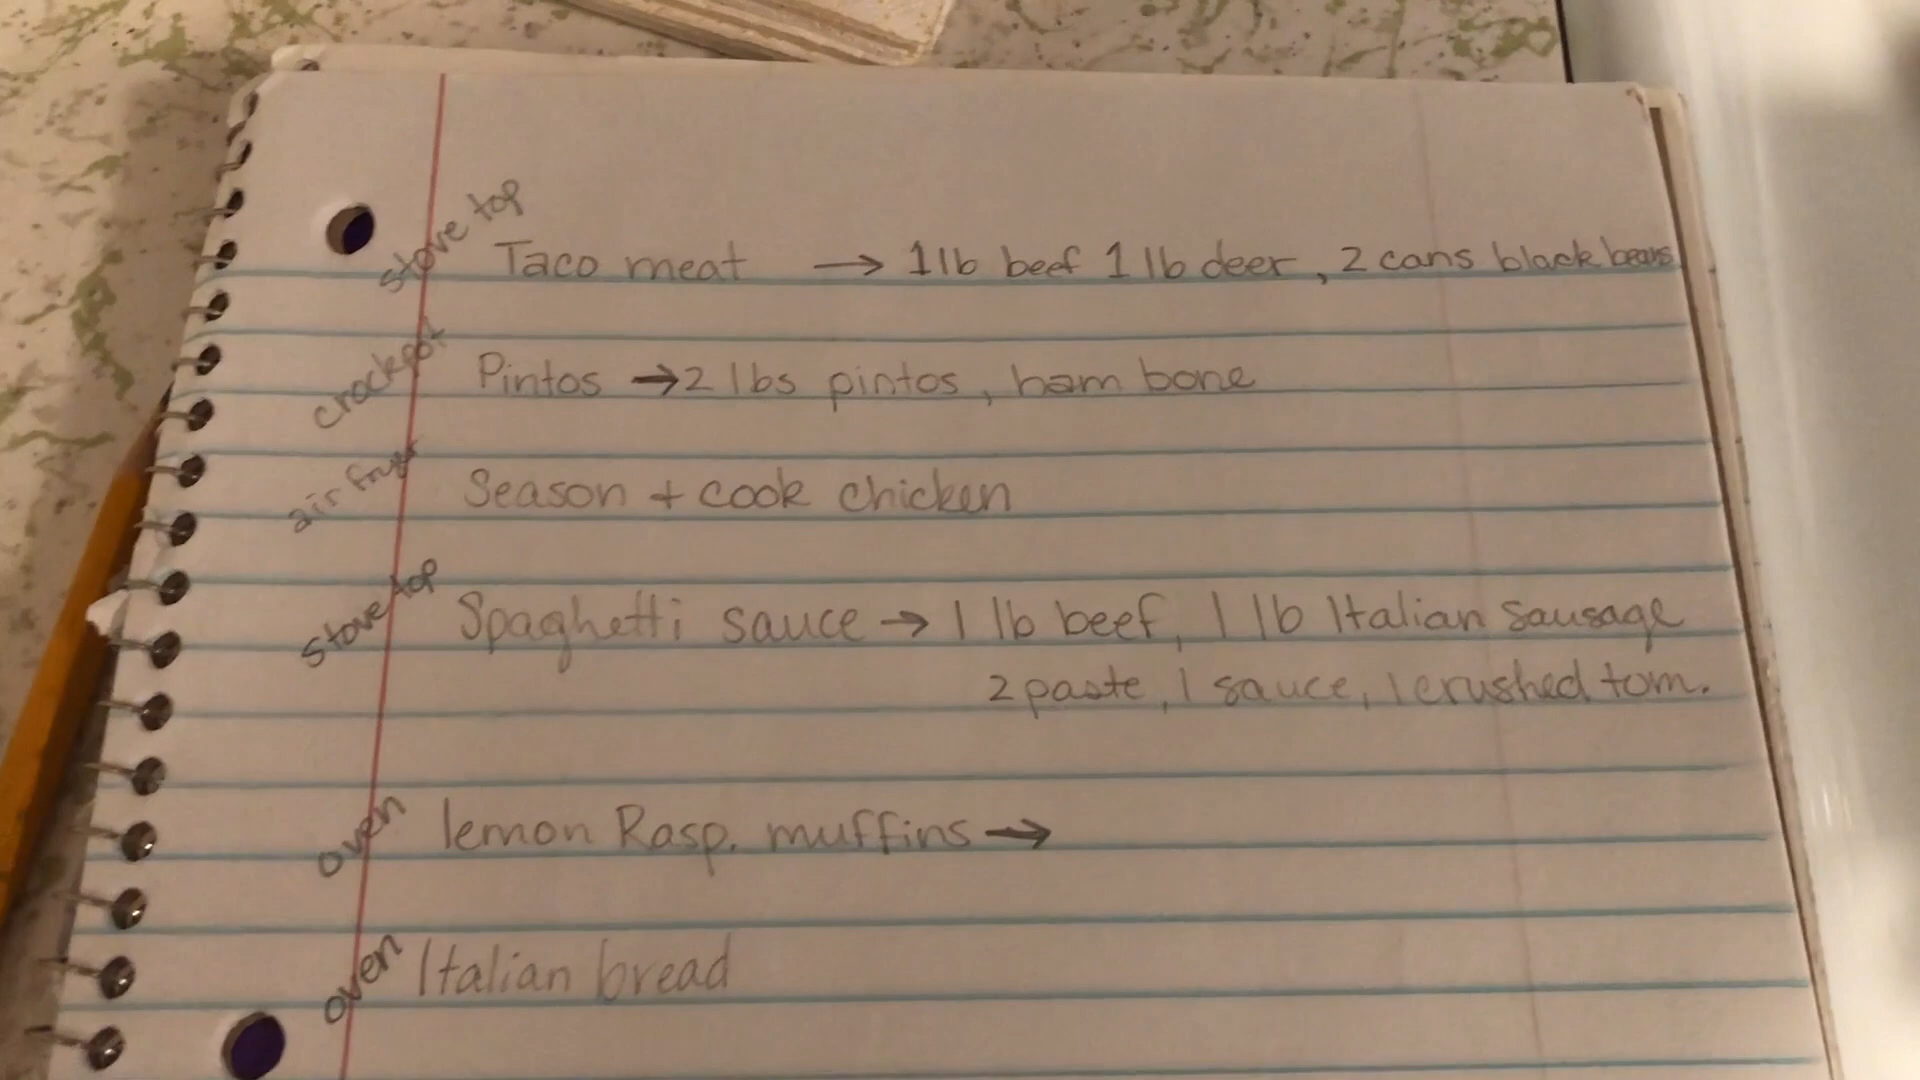 stove top Taco meat → 1lb beef 1 lb deer, 2 cans black beans
crockpot Pintos → 2 lbs pintos, ham bone
air fryer Season + cook chicken
stove top Spaghetti sauce → 1 lb beef, 1 lb Italian sausage
2 paste, 1 sauce, 1 crushed tom.
oven lemon Rasp. muffins →
oven Italian bread